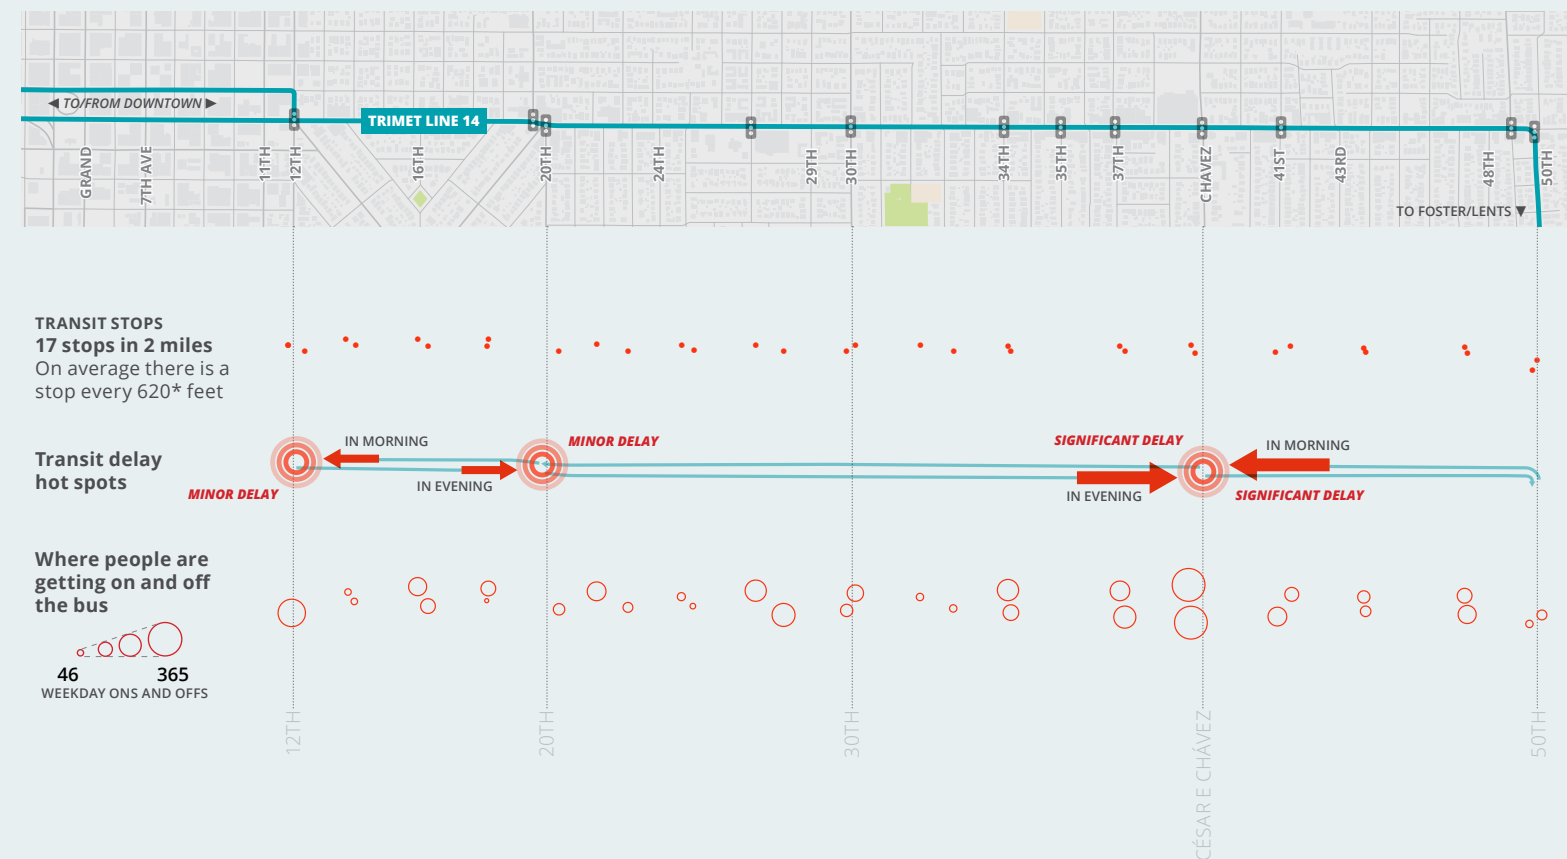 ◀ TO/FROM DOWNTOWN ▶
TRIMET LINE 14
GRAND
7TH AVE
11TH
12TH
16TH
20TH
24TH
29TH
30TH
34TH
35TH
37TH
CHAVEZ
41ST
43RD
48TH
50TH
TO FOSTER/LENTS ▼
TRANSIT STOPS
17 stops in 2 miles
On average there is a
stop every 620* feet
Transit delay
hot spots
MINOR DELAY
IN MORNING
IN EVENING
MINOR DELAY
SIGNIFICANT DELAY
IN EVENING
IN MORNING
SIGNIFICANT DELAY
Where people are
getting on and off
the bus
46 365
WEEKDAY ONS AND OFFS
12TH
20TH
30TH
CÉSAR E CHÁVEZ
50TH